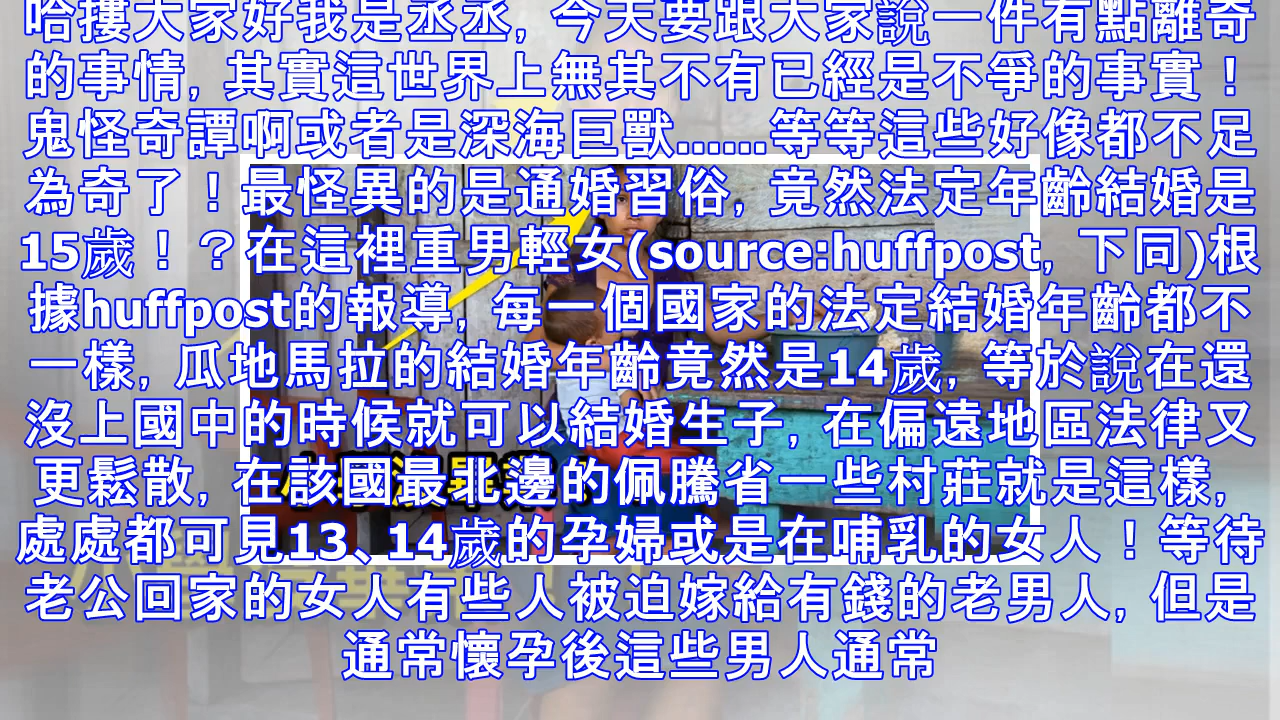 哈摟大家好我是丞丞, 今天要跟大家說一件有點離奇
的事情, 其實這世界上無其不有已經是不爭的事實！
鬼怪奇譚啊或者是深海巨獸......等等這些好像都不足
為奇了！最怪異的是通婚習俗, 竟然法定年齡結婚是
15歲！？在這裡重男輕女(source:huffpost, 下同)根
據huffpost的報導, 每一個國家的法定結婚年齡都不
一樣, 瓜地馬拉的結婚年齡竟然是14歲, 等於說在還
沒上國中的時候就可以結婚生子, 在偏遠地區法律又
更鬆散, 在該國最北邊的佩騰省一些村莊就是這樣,
處處都可見13、14歲的孕婦或是在哺乳的女人！等待
老公回家的女人有些人被迫嫁給有錢的老男人, 但是
通常懷孕後這些男人通常